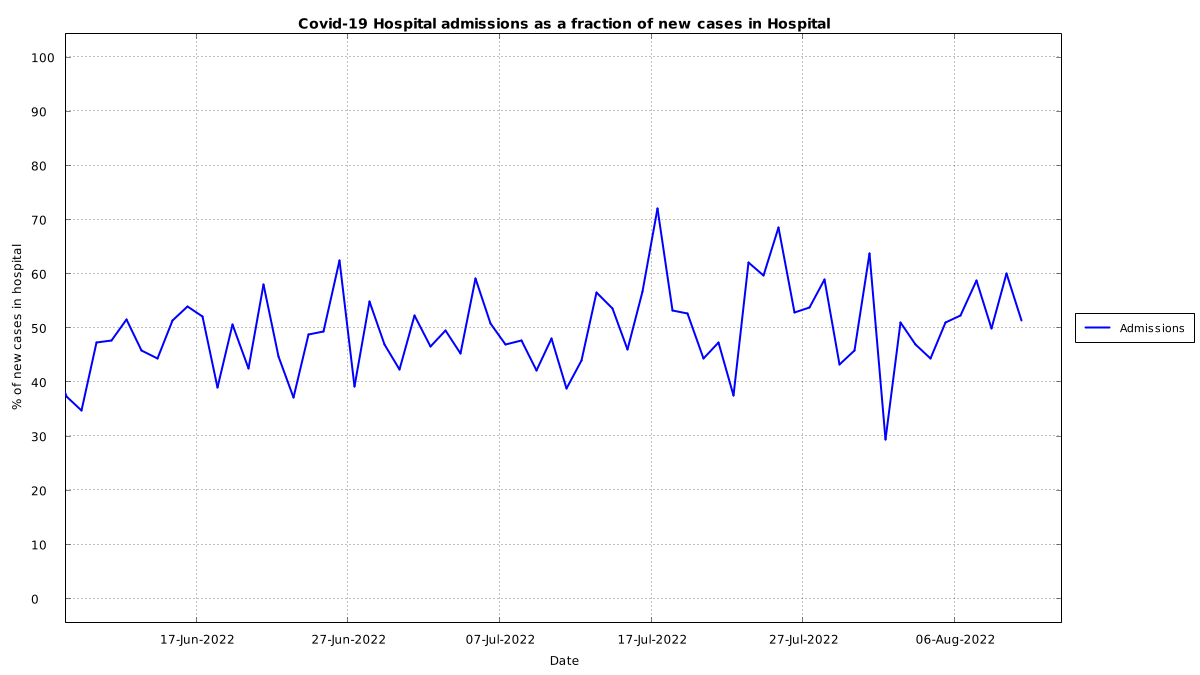 Covid-19 Hospital admissions as a fraction of new cases in Hospital
% of new cases in hospital
100
90
80
70
60
50
40
30
20
10
0
Admissions
17-Jun-2022 27-Jun-2022 07-Jul-2022 17-Jul-2022 27-Jul-2022 06-Aug-2022
Date